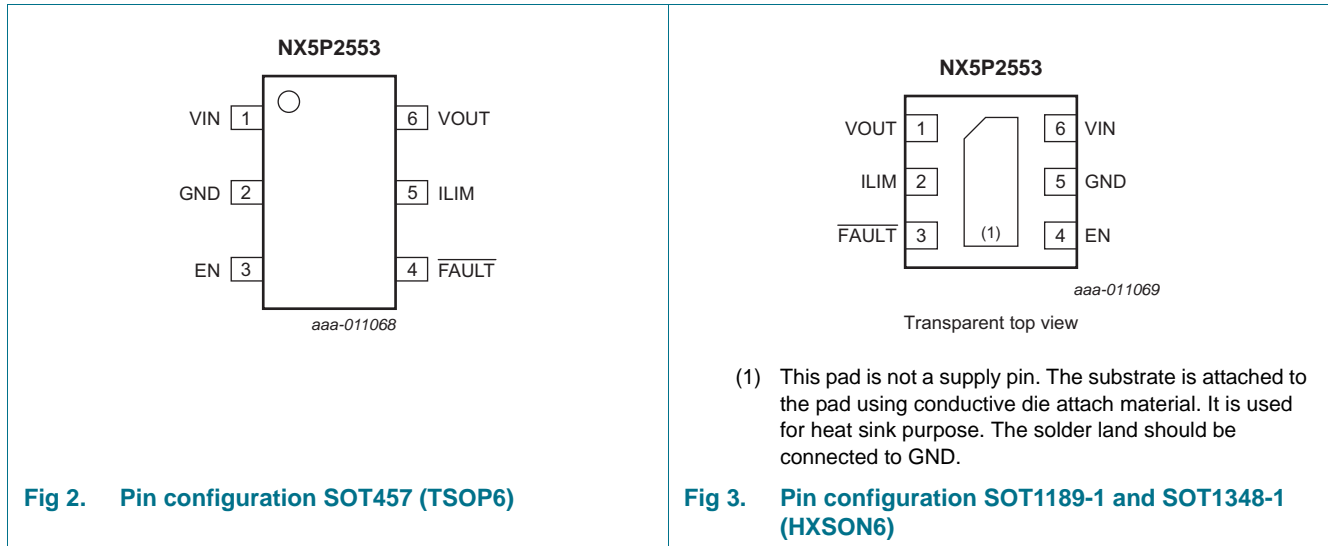 NX5P2553
VIN 1
6 VOUT
GND 2
5 ILIM
EN 3
4 FAULT
aaa-011068
Fig 2. Pin configuration SOT457 (TSOP6)
NX5P2553
VOUT 1
6 VIN
ILIM 2
5 GND
FAULT 3
(1)
4 EN
aaa-011069
Transparent top view
(1) This pad is not a supply pin. The substrate is attached to
the pad using conductive die attach material. It is used
for heat sink purpose. The solder land should be
connected to GND.
Fig 3. Pin configuration SOT1189-1 and SOT1348-1
(HXSON6)